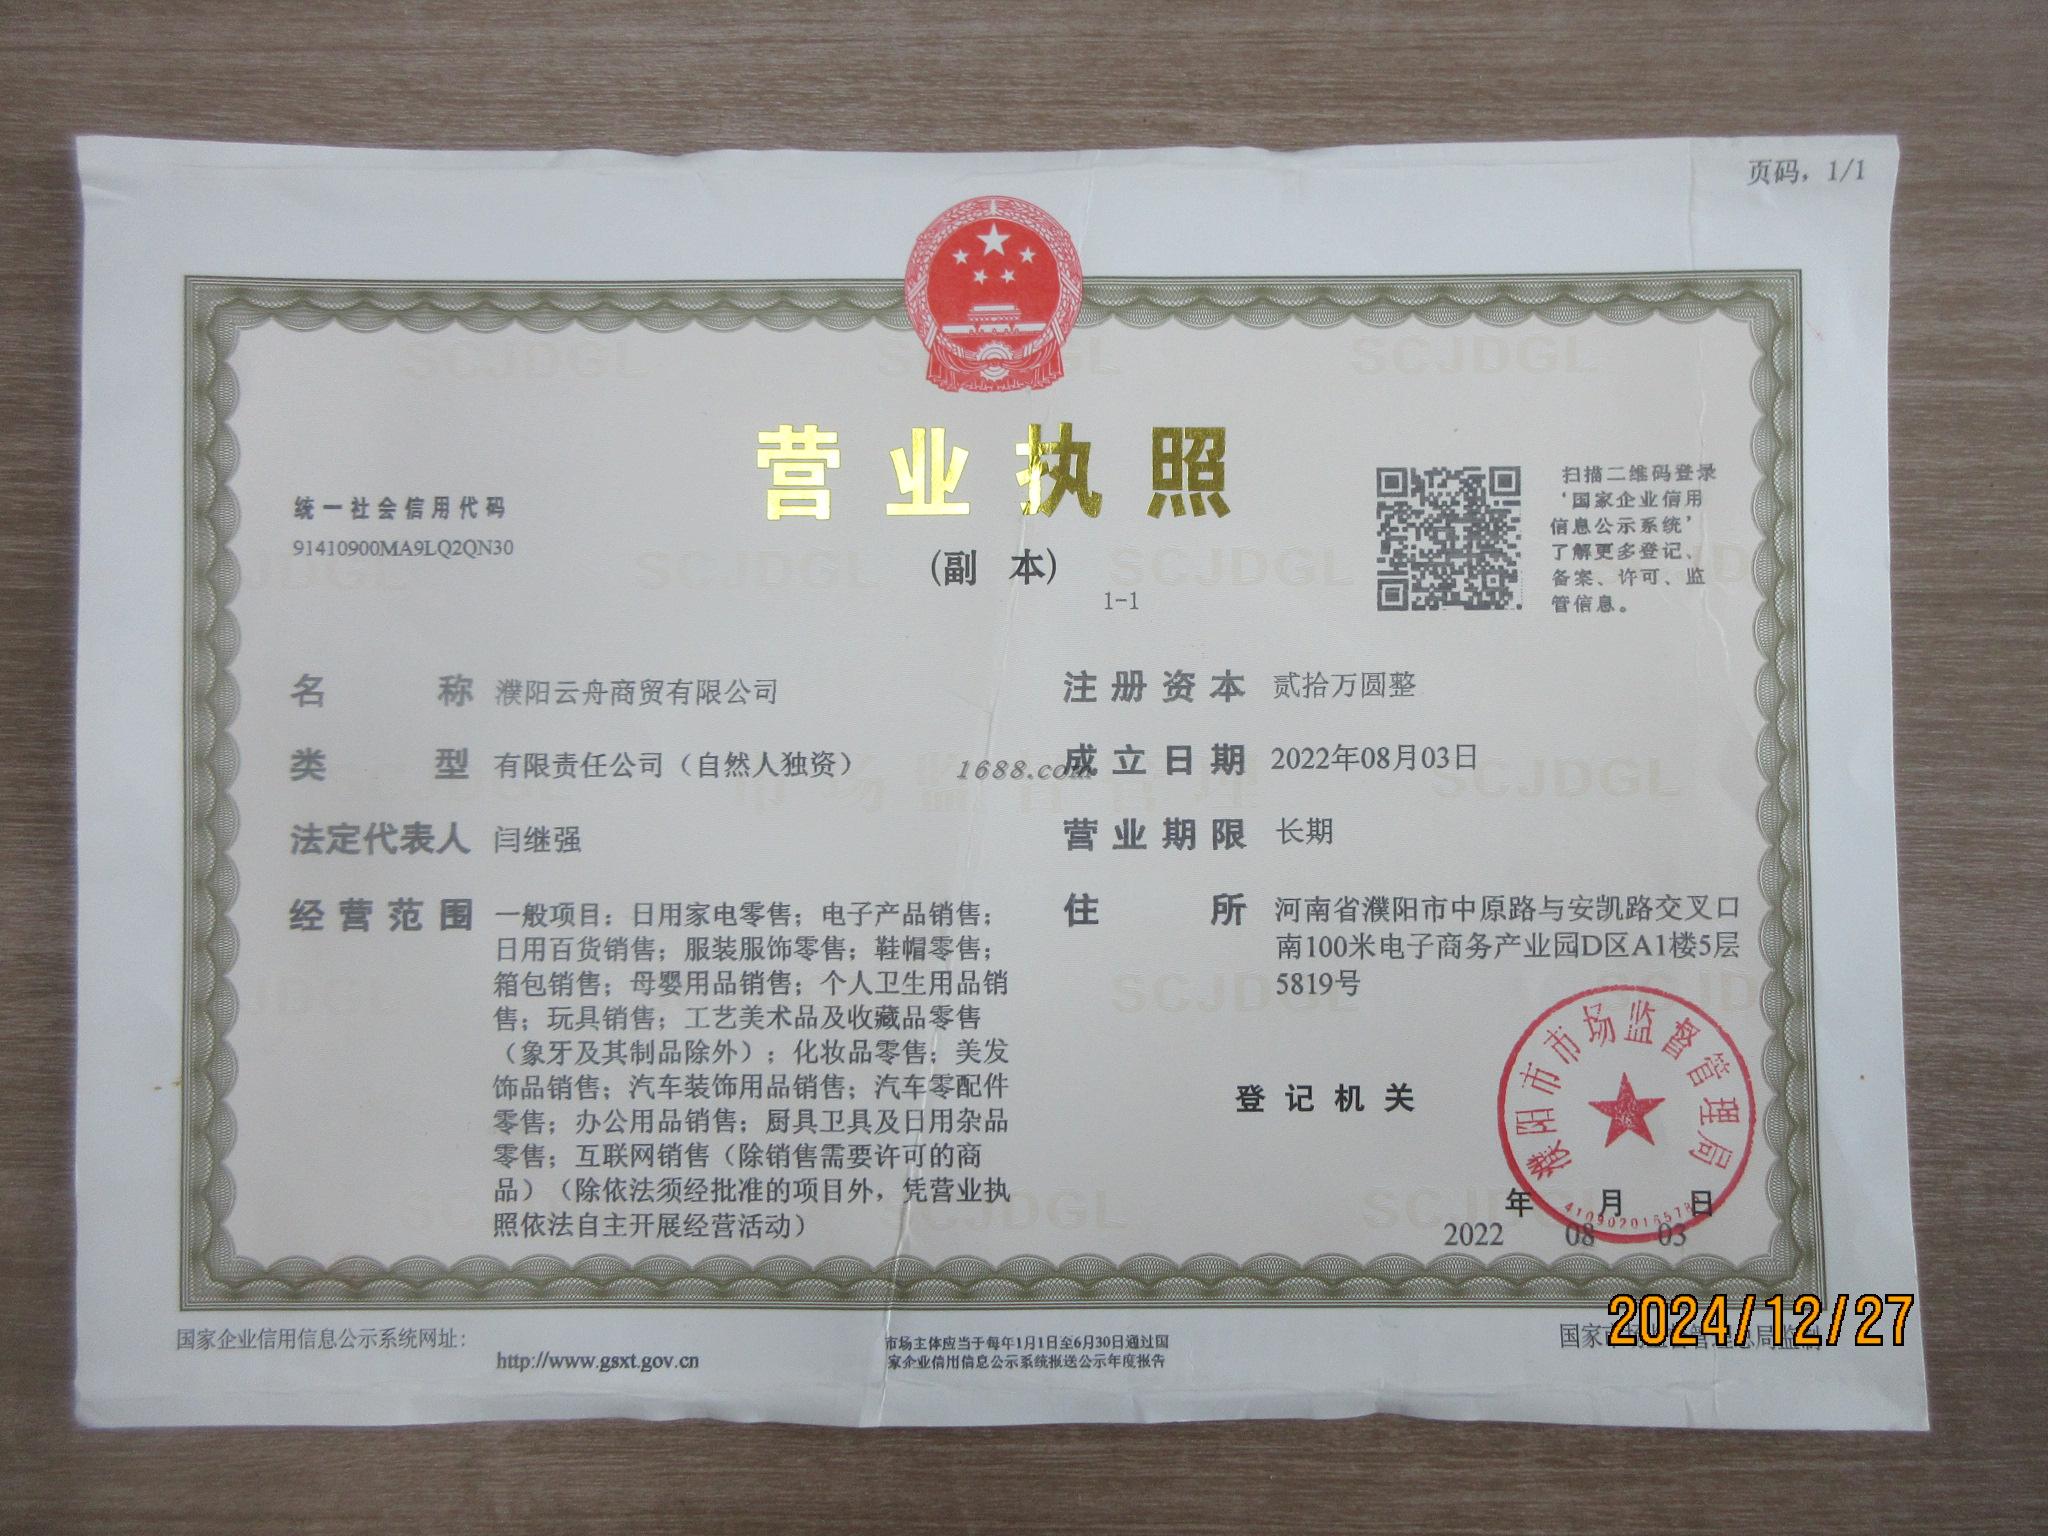 页码，1/1
营业执照
(副 本)
1-1
统一社会信用代码
91410900MA9LQ2QN30
扫描二维码登录
‘国家企业信用
信息公示系统’
了解更多登记、
备案、许可、监
管信息。
名称 濮阳云舟商贸有限公司
类型 有限责任公司（自然人独资）
法定代表人 闫继强
经营范围 一般项目：日用家电零售；电子产品销售；
日用百货销售；服装服饰零售；鞋帽零售；
箱包销售；母婴用品销售；个人卫生用品销
售；玩具销售；工艺美术品及收藏品零售
（象牙及其制品除外）；化妆品零售；美发
饰品销售；汽车装饰用品销售；汽车零配件
零售；办公用品销售；厨具卫具及日用杂品
零售；互联网销售（除销售需要许可的商
品）（除依法须经批准的项目外，凭营业执
照依法自主开展经营活动）
注册资本 贰拾万圆整
成立日期 2022年08月03日
营业期限 长期
住所 河南省濮阳市中原路与安凯路交叉口
南100米电子商务产业园D区A1楼5层
5819号
1688.com
登记机关
濮阳市市场监督管理局
年 月 日
2022 08 03
国家企业信用信息公示系统网址：
http://www.gsxt.gov.cn
市场主体应当于每年1月1日至6月30日通过国
家企业信用信息公示系统报送公示年度报告
国家市场监督管理总局监制
2024/12/27
SCJDGL
市场监督管理